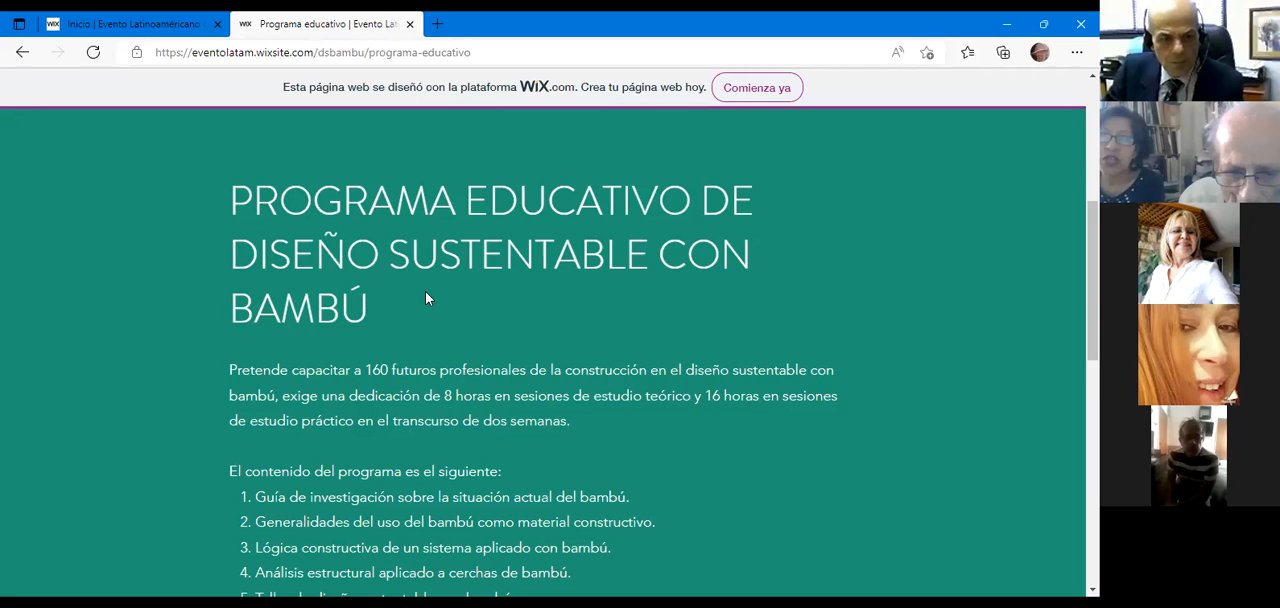 Inicio | Evento Latinoaméricano
Programa educativo | Evento Lat
https://eventolatam.wixsite.com/dsbambu/programa-educativo
Esta página web se diseñó con la plataforma WiX.com. Crea tu página web hoy. Comienza ya
PROGRAMA EDUCATIVO DE
DISEÑO SUSTENTABLE CON
BAMBÚ
Pretende capacitar a 160 futuros profesionales de la construcción en el diseño sustentable con
bambú, exige una dedicación de 8 horas en sesiones de estudio teórico y 16 horas en sesiones
de estudio práctico en el transcurso de dos semanas.
El contenido del programa es el siguiente:
1. Guía de investigación sobre la situación actual del bambú.
2. Generalidades del uso del bambú como material constructivo.
3. Lógica constructiva de un sistema aplicado con bambú.
4. Análisis estructural aplicado a cerchas de bambú.